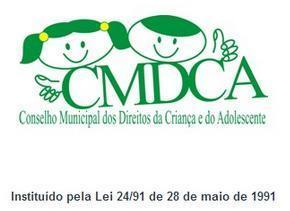 CMDCA
Conselho Municipal dos Direitos da Criança e do Adolescente
Instituído pela Lei 24/91 de 28 de maio de 1991